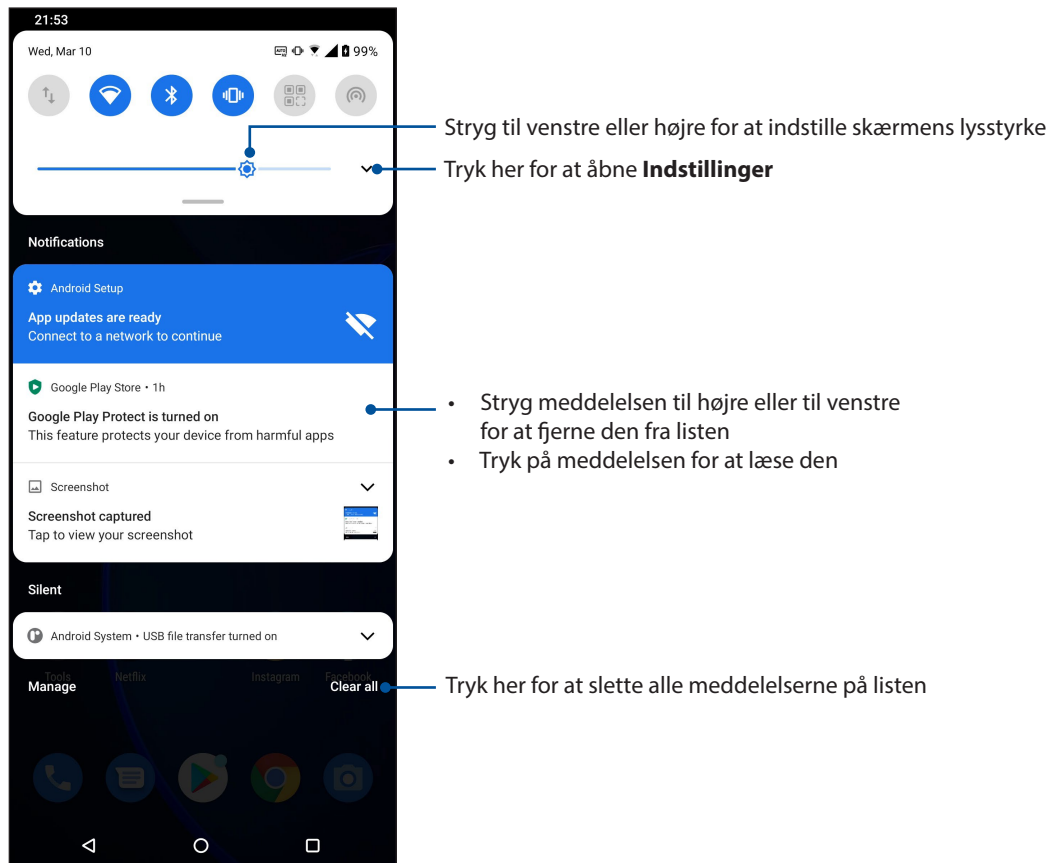 21:53
Wed, Mar 10
99%
Stryg til venstre eller højre for at indstille skærmens lysstyrke
Tryk her for at åbne Indstillinger
Notifications
Android Setup
App updates are ready
Connect to a network to continue
Google Play Store • 1h
Google Play Protect is turned on
This feature protects your device from harmful apps
• Stryg meddelelsen til højre eller til venstre
for at fjerne den fra listen
• Tryk på meddelelsen for at læse den
Screenshot
Screenshot captured
Tap to view your screenshot
Silent
Android System • USB file transfer turned on
Tools Netflix Instagram Facebook
Manage Clear all
Tryk her for at slette alle meddelelserne på listen